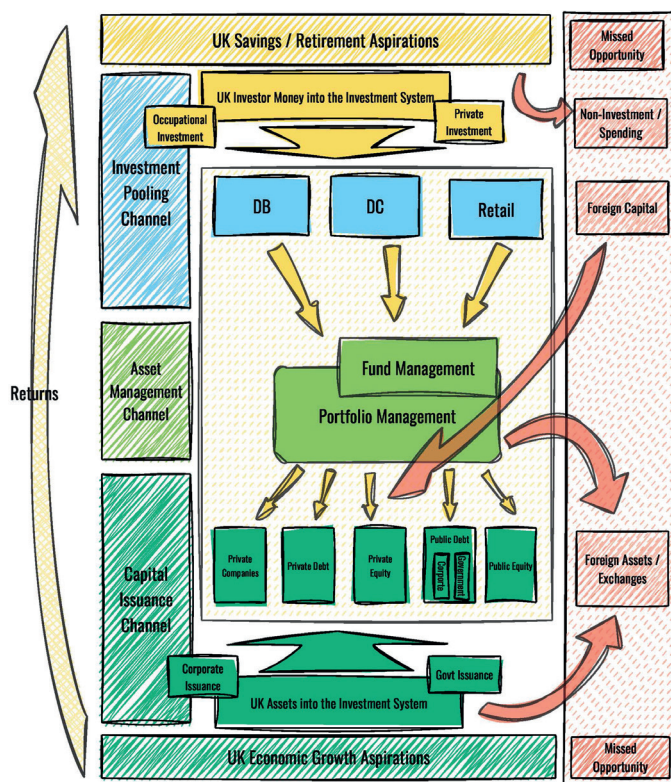 UK Savings / Retirement Aspirations
Missed
Opportunity
UK Investor Money into the Investment System
Occupational
Investment
Private
Investment
Non-Investment /
Spending
Investment
Pooling
Channel
DB
DC
Retail
Foreign Capital
Returns
Asset
Management
Channel
Fund Management
Portfolio Management
Capital
Issuance
Channel
Private
Companies
Private Debt
Private
Equity
Public Debt
Corporte
Government
Public Equity
Foreign Assets /
Exchanges
Corporate
Issuance
Govt Issuance
UK Assets into the Investment System
UK Economic Growth Aspirations
Missed
Opportunity